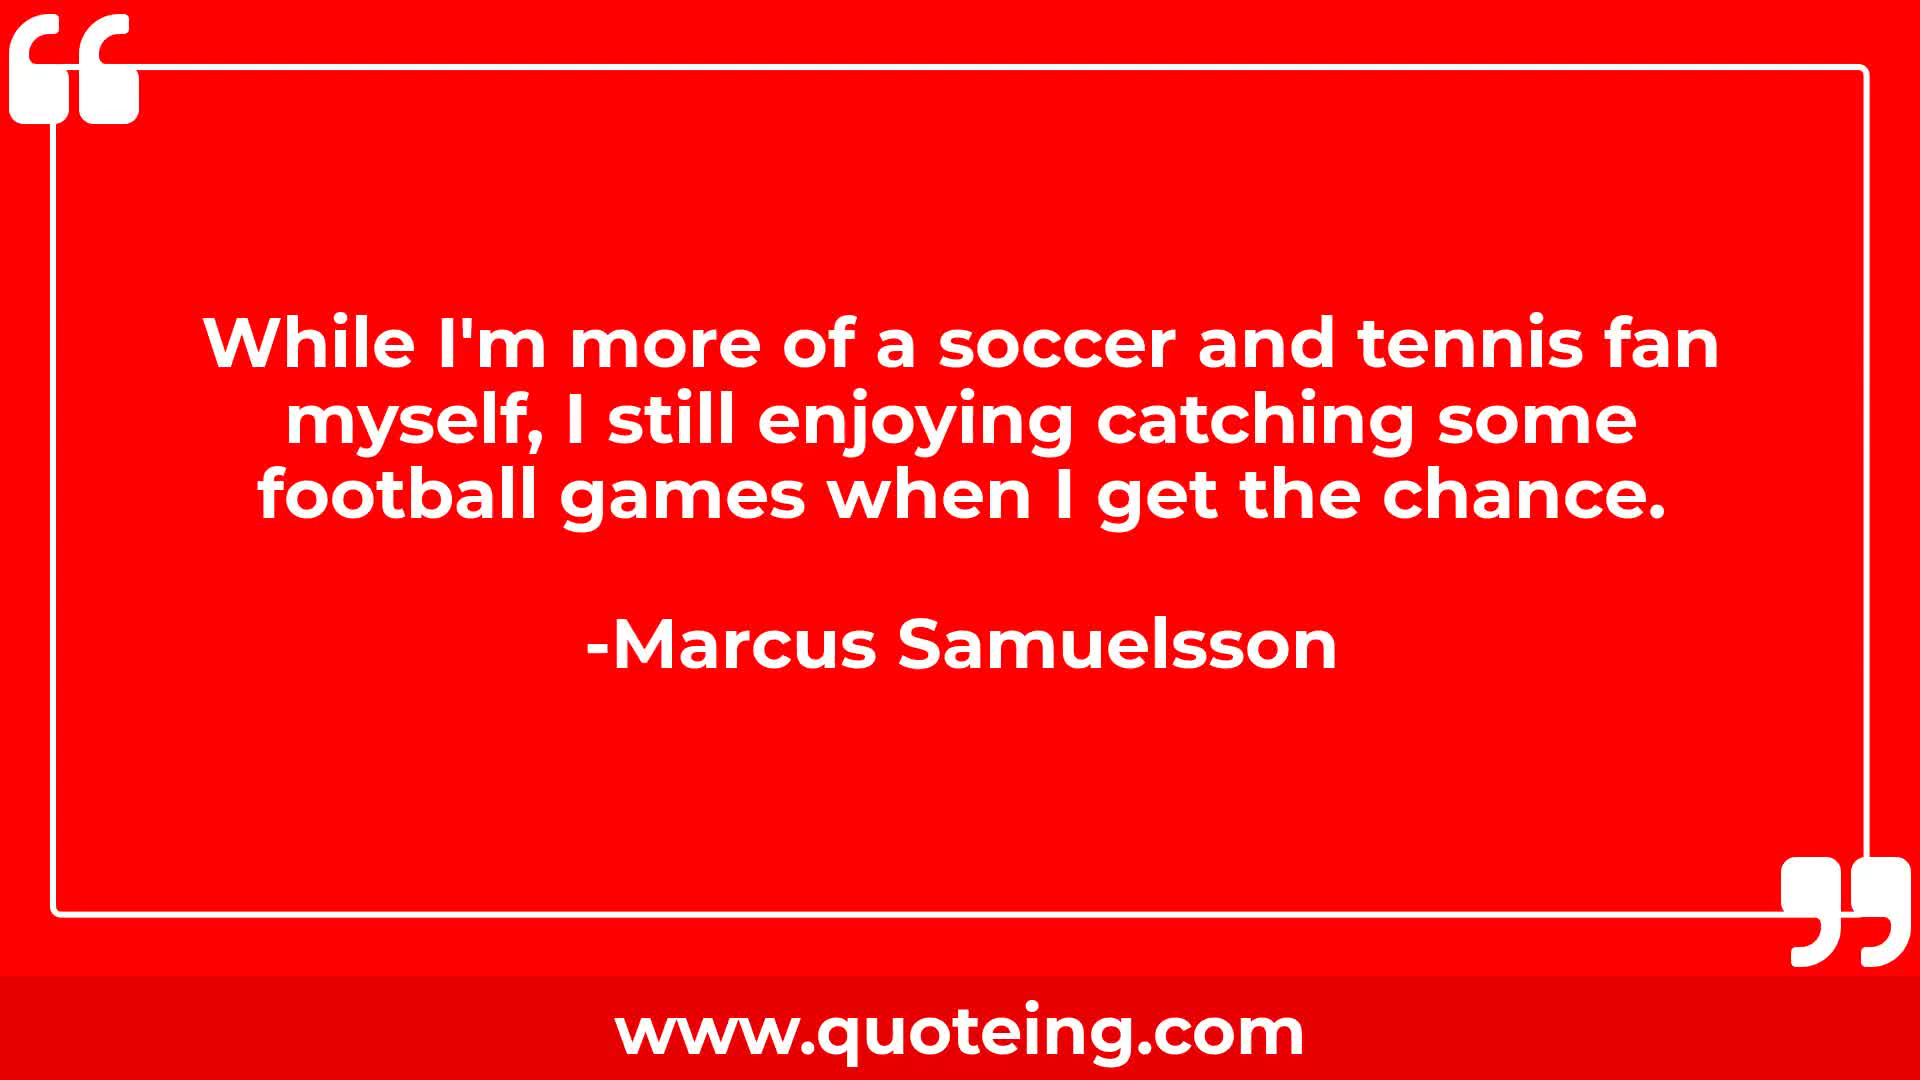 While I'm more of a soccer and tennis fan
myself, I still enjoying catching some
football games when I get the chance.
-Marcus Samuelsson
www.quoteing.com